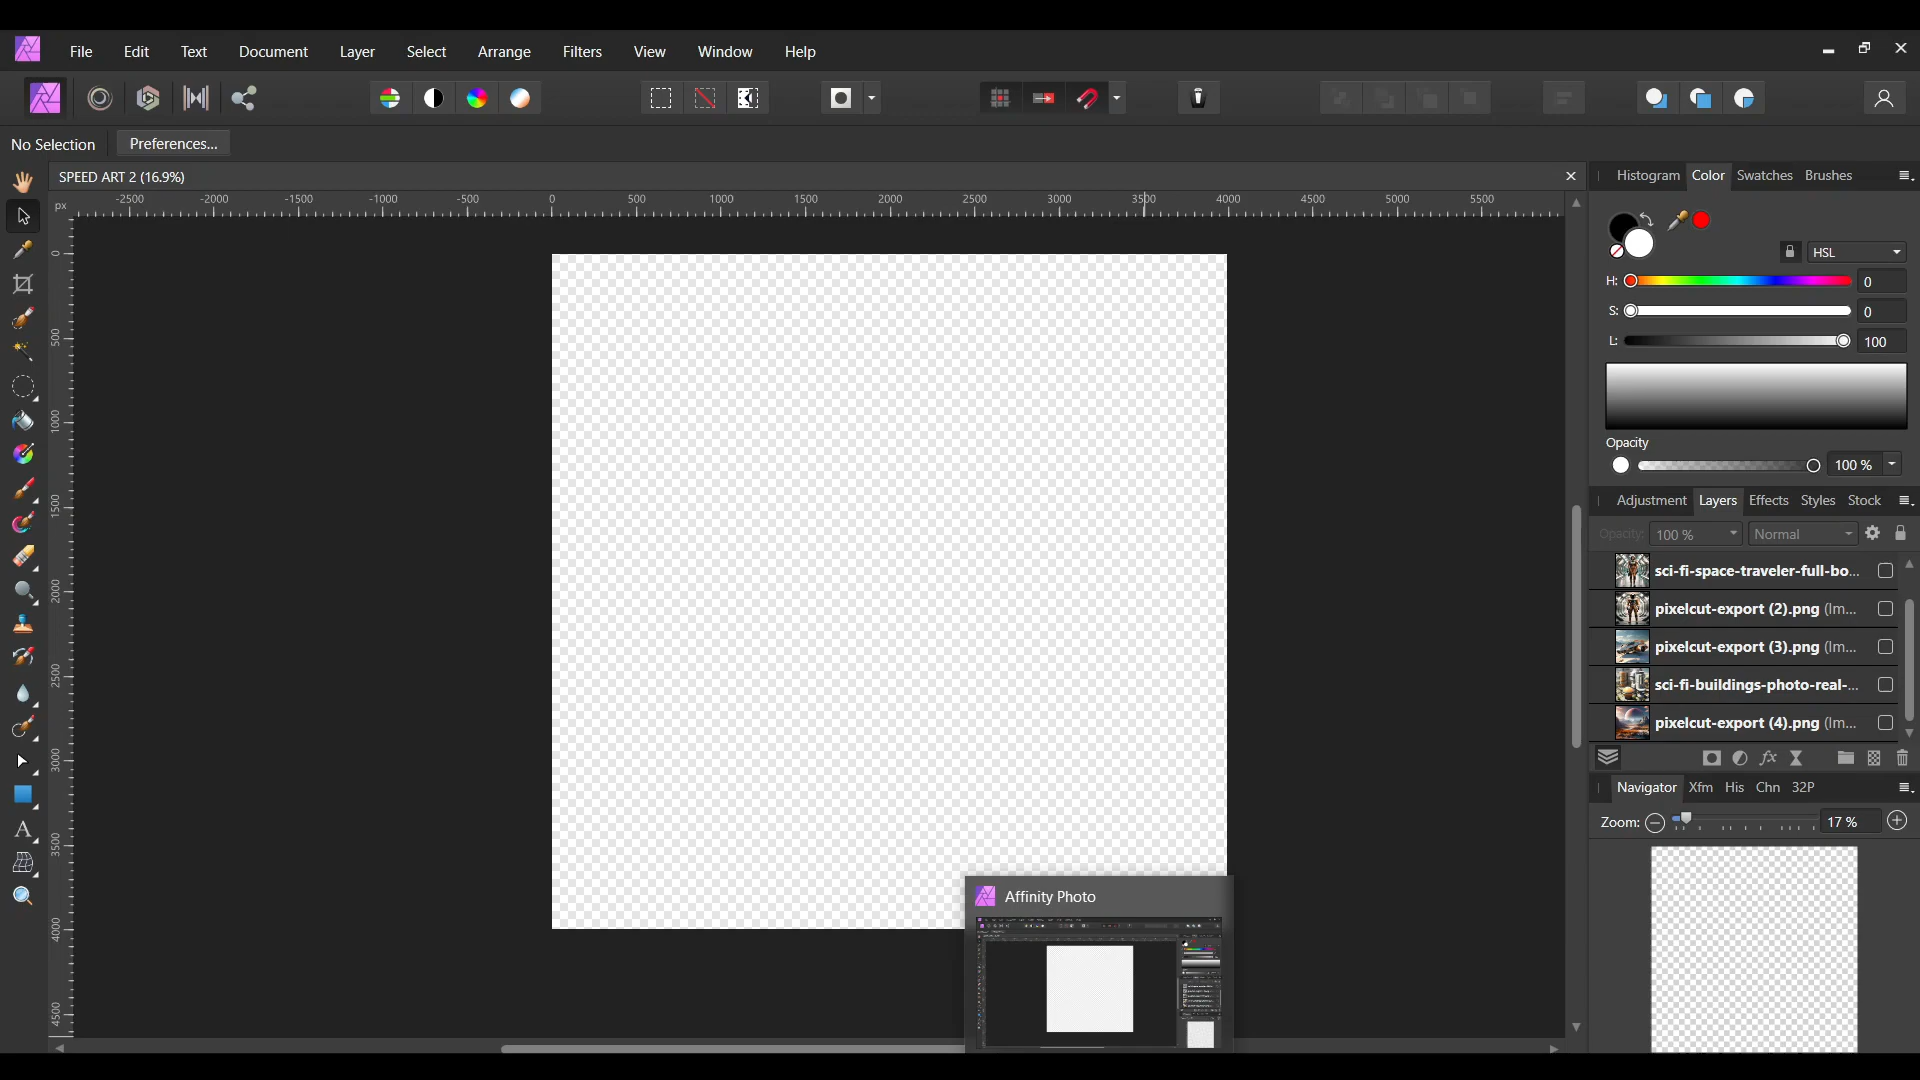 File Edit Text Document Layer Select Arrange Filters View Window Help
No Selection Preferences...
SPEED ART 2 (16.9%)
px -2500 -2000 -1500 -1000 -500 0 500 1000 1500 2000 2500 3000 3500 4000 4500 5000 5500
0
500
1000
1500
2000
2500
3000
3500
4000
4500
Histogram Color Swatches Brushes
HSL
H: 0
S: 0
L: 100
Opacity
100 %
Adjustment Layers Effects Styles Stock
Opacity: 100 % Normal
sci-fi-space-traveler-full-bo...
pixelcut-export (2).png (Im...
pixelcut-export (3).png (Im...
sci-fi-buildings-photo-real-...
pixelcut-export (4).png (Im...
Navigator Xfm His Chn 32P
Zoom: 17 %
Affinity Photo